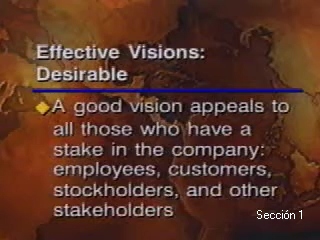 Effective Visions:
Desirable
A good vision appeals to
all those who have a
stake in the company:
employees, customers,
stockholders, and other
stakeholders
Sección 1